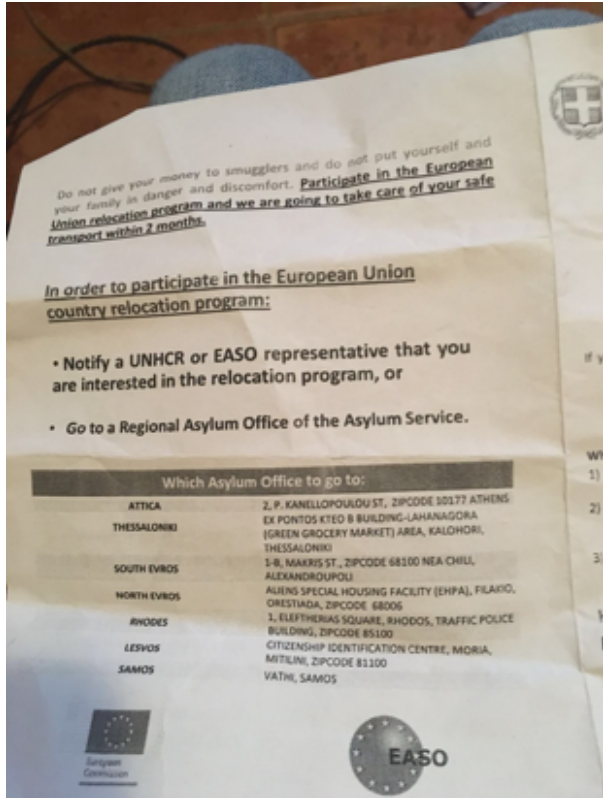 Do not give your money to smugglers and do not put yourself and
your family in danger and discomfort. Participate in the European
Union relocation program and we are going to take care of your safe
transport within 2 months.
In order to participate in the European Union
country relocation program:
• Notify a UNHCR or EASO representative that you
are interested in the relocation program, or
• Go to a Regional Asylum Office of the Asylum Service.
Which Asylum Office to go to:
ATTICA 2, P. KANELLOPOULOU ST, ZIPCODE 10177 ATHENS
THESSALONIKI EX PONTOS KTEO B BUILDING-LAHANAGORA
(GREEN GROCERY MARKET) AREA, KALOHORI,
THESSALONIKI
SOUTH EVROS 1-8, MAKRIS ST., ZIPCODE 68100 NEA CHILI,
ALEXANDROUPOLI
NORTH EVROS ALIENS SPECIAL HOUSING FACILITY (EHPA), FILAKIO,
ORESTIADA, ZIPCODE 68006
RHODES 1, ELEFTHERIAS SQUARE, RHODOS, TRAFFIC POLICE
BUILDING, ZIPCODE 85100
LESVOS CITIZENSHIP IDENTIFICATION CENTRE, MORIA,
MITILINI, ZIPCODE 81100
SAMOS VATHI, SAMOS
European
Commission
EASO
If y
1)
2)
3